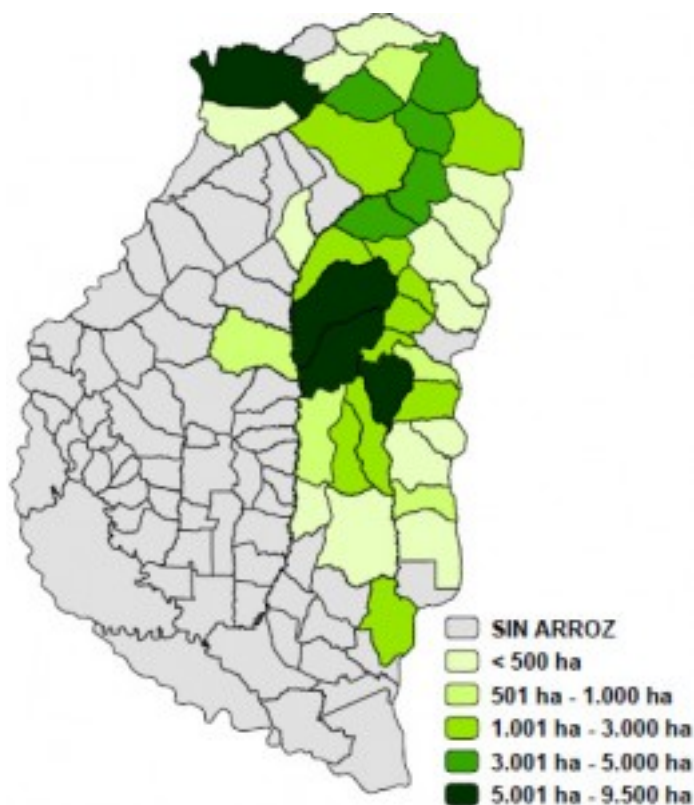 SIN ARROZ
< 500 ha
501 ha - 1.000 ha
1.001 ha - 3.000 ha
3.001 ha - 5.000 ha
5.001 ha - 9.500 ha